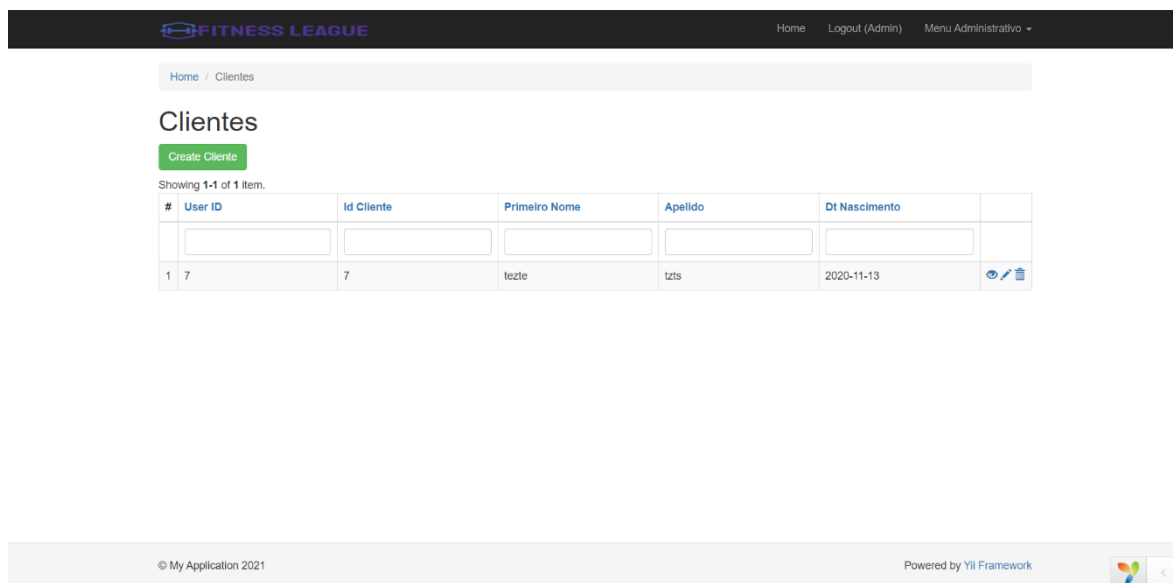 FITNESS LEAGUE Home Logout (Admin) Menu Administrativo
Home / Clientes
Clientes
Create Cliente
Showing 1-1 of 1 item.
# User ID Id Cliente Primeiro Nome Apelido Dt Nascimento
1 7 7 tezte tzts 2020-11-13
© My Application 2021 Powered by Yii Framework